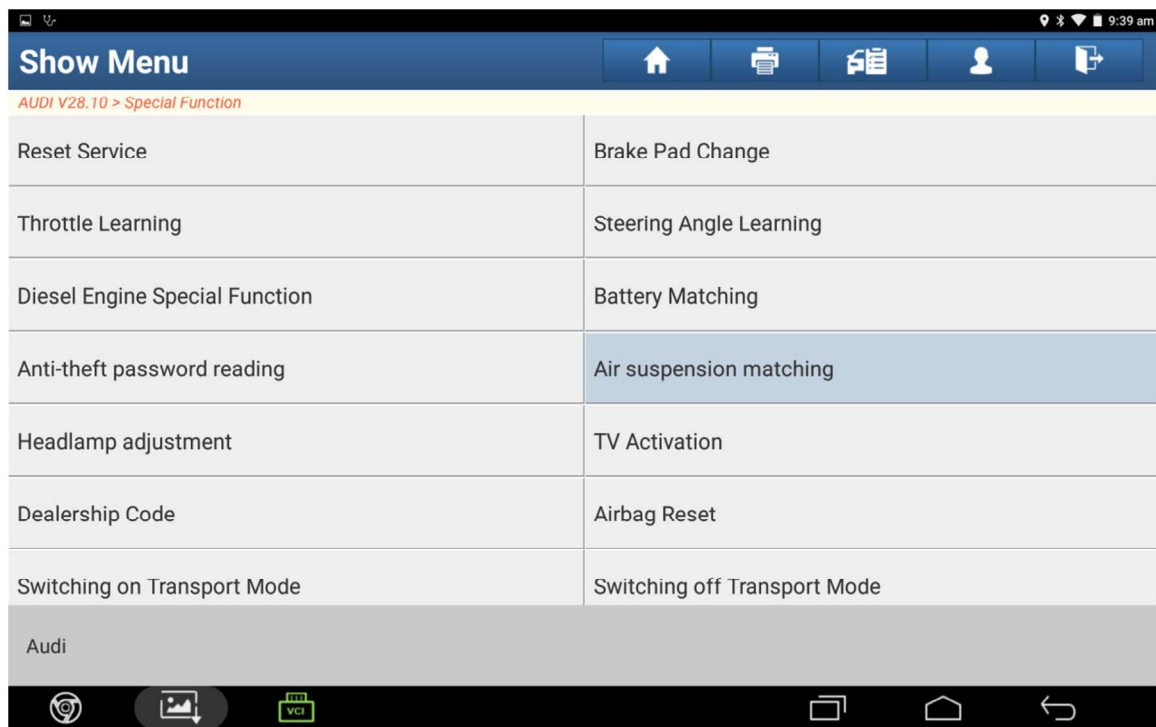 9:39 am
Show Menu
AUDI V28.10 > Special Function
Reset Service
Brake Pad Change
Throttle Learning
Steering Angle Learning
Diesel Engine Special Function
Battery Matching
Anti-theft password reading
Air suspension matching
Headlamp adjustment
TV Activation
Dealership Code
Airbag Reset
Switching on Transport Mode
Switching off Transport Mode
Audi
VCI